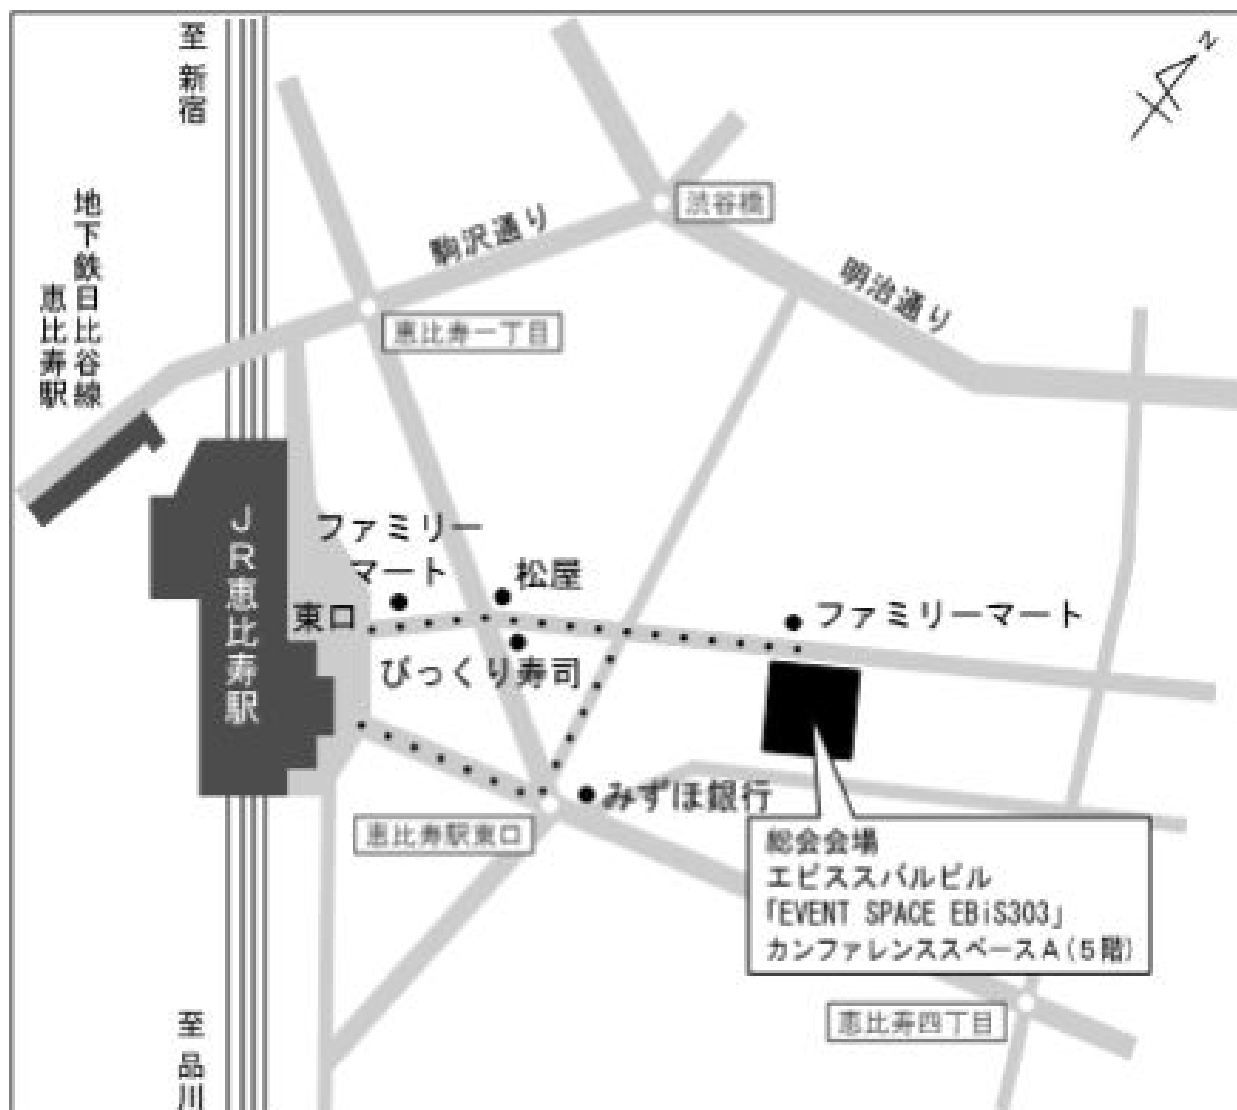 至 新宿
N
渋谷橋
駒沢通り
明治通り
地下鉄日比谷線
恵比寿駅
恵比寿一丁目
JR恵比寿駅
ファミリー
マート
松屋
東口
ファミリーマート
びっくり寿司
みずほ銀行
恵比寿駅東口
総会会場
エビススバルビル
「EVENT SPACE EBiS303」
カンファレンススペースA(5階)
恵比寿四丁目
至 品川